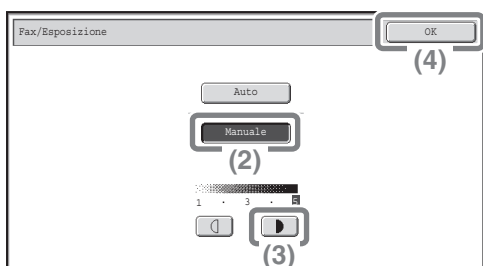 Fax/Esposizione
OK
(4)
Auto
Manuale
(2)
1 · 3 · 5
(3)